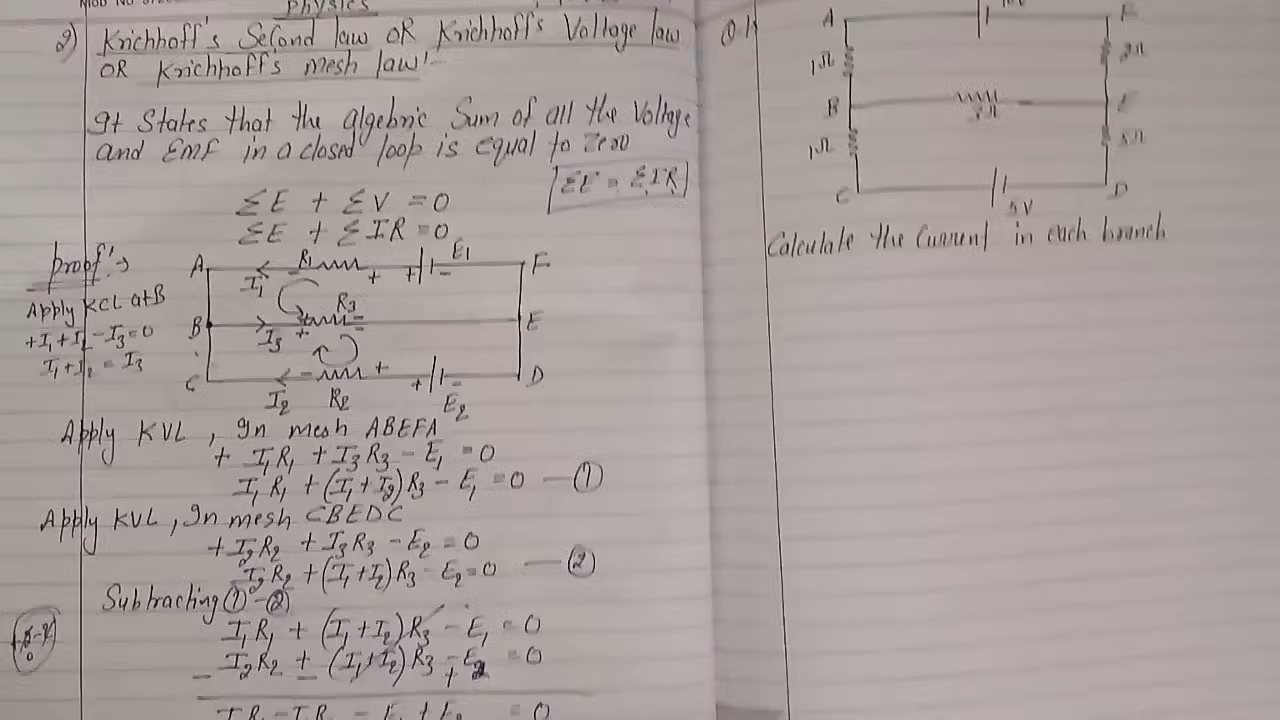 Physics
2) Krichhoff's Second law OR Krichhoff's Voltage law
OR Krichhoff's mesh law:-
It States that the algebric Sum of all the Voltage
and EMF in a closed loop is equal to zero
ΣE + ΣV = 0
ΣE = ΣIR
ΣE + ΣIR = 0
Proof:→
Apply KCL at B
+I₁+I₂-I₃=0
I₁+I₂ = I₃
A I₁ R₁ + + - E₁ F
B I₃ + R₃ - E
C I₂ - R₂ + + - E₂ D
Apply KVL, In mesh ABEFA
+ I₁R₁ + I₃R₃ - E₁ = 0
I₁R₁ + (I₁+I₂)R₃ - E₁ = 0 — ①
Apply KVL, In mesh CBEDC
+ I₂R₂ + I₃R₃ - E₂ = 0
I₂R₂ + (I₁+I₂)R₃ - E₂ = 0 — ②
Subtracting ① - ②
I₁R₁ + (I₁+I₂)R₃ - E₁ = 0
- I₂R₂ ± (I₁+I₂)R₃ - E₂ = 0
+
Q1)
A
1Ω
B E
1Ω 5Ω
C 5V D
Calculate the Current in each branch